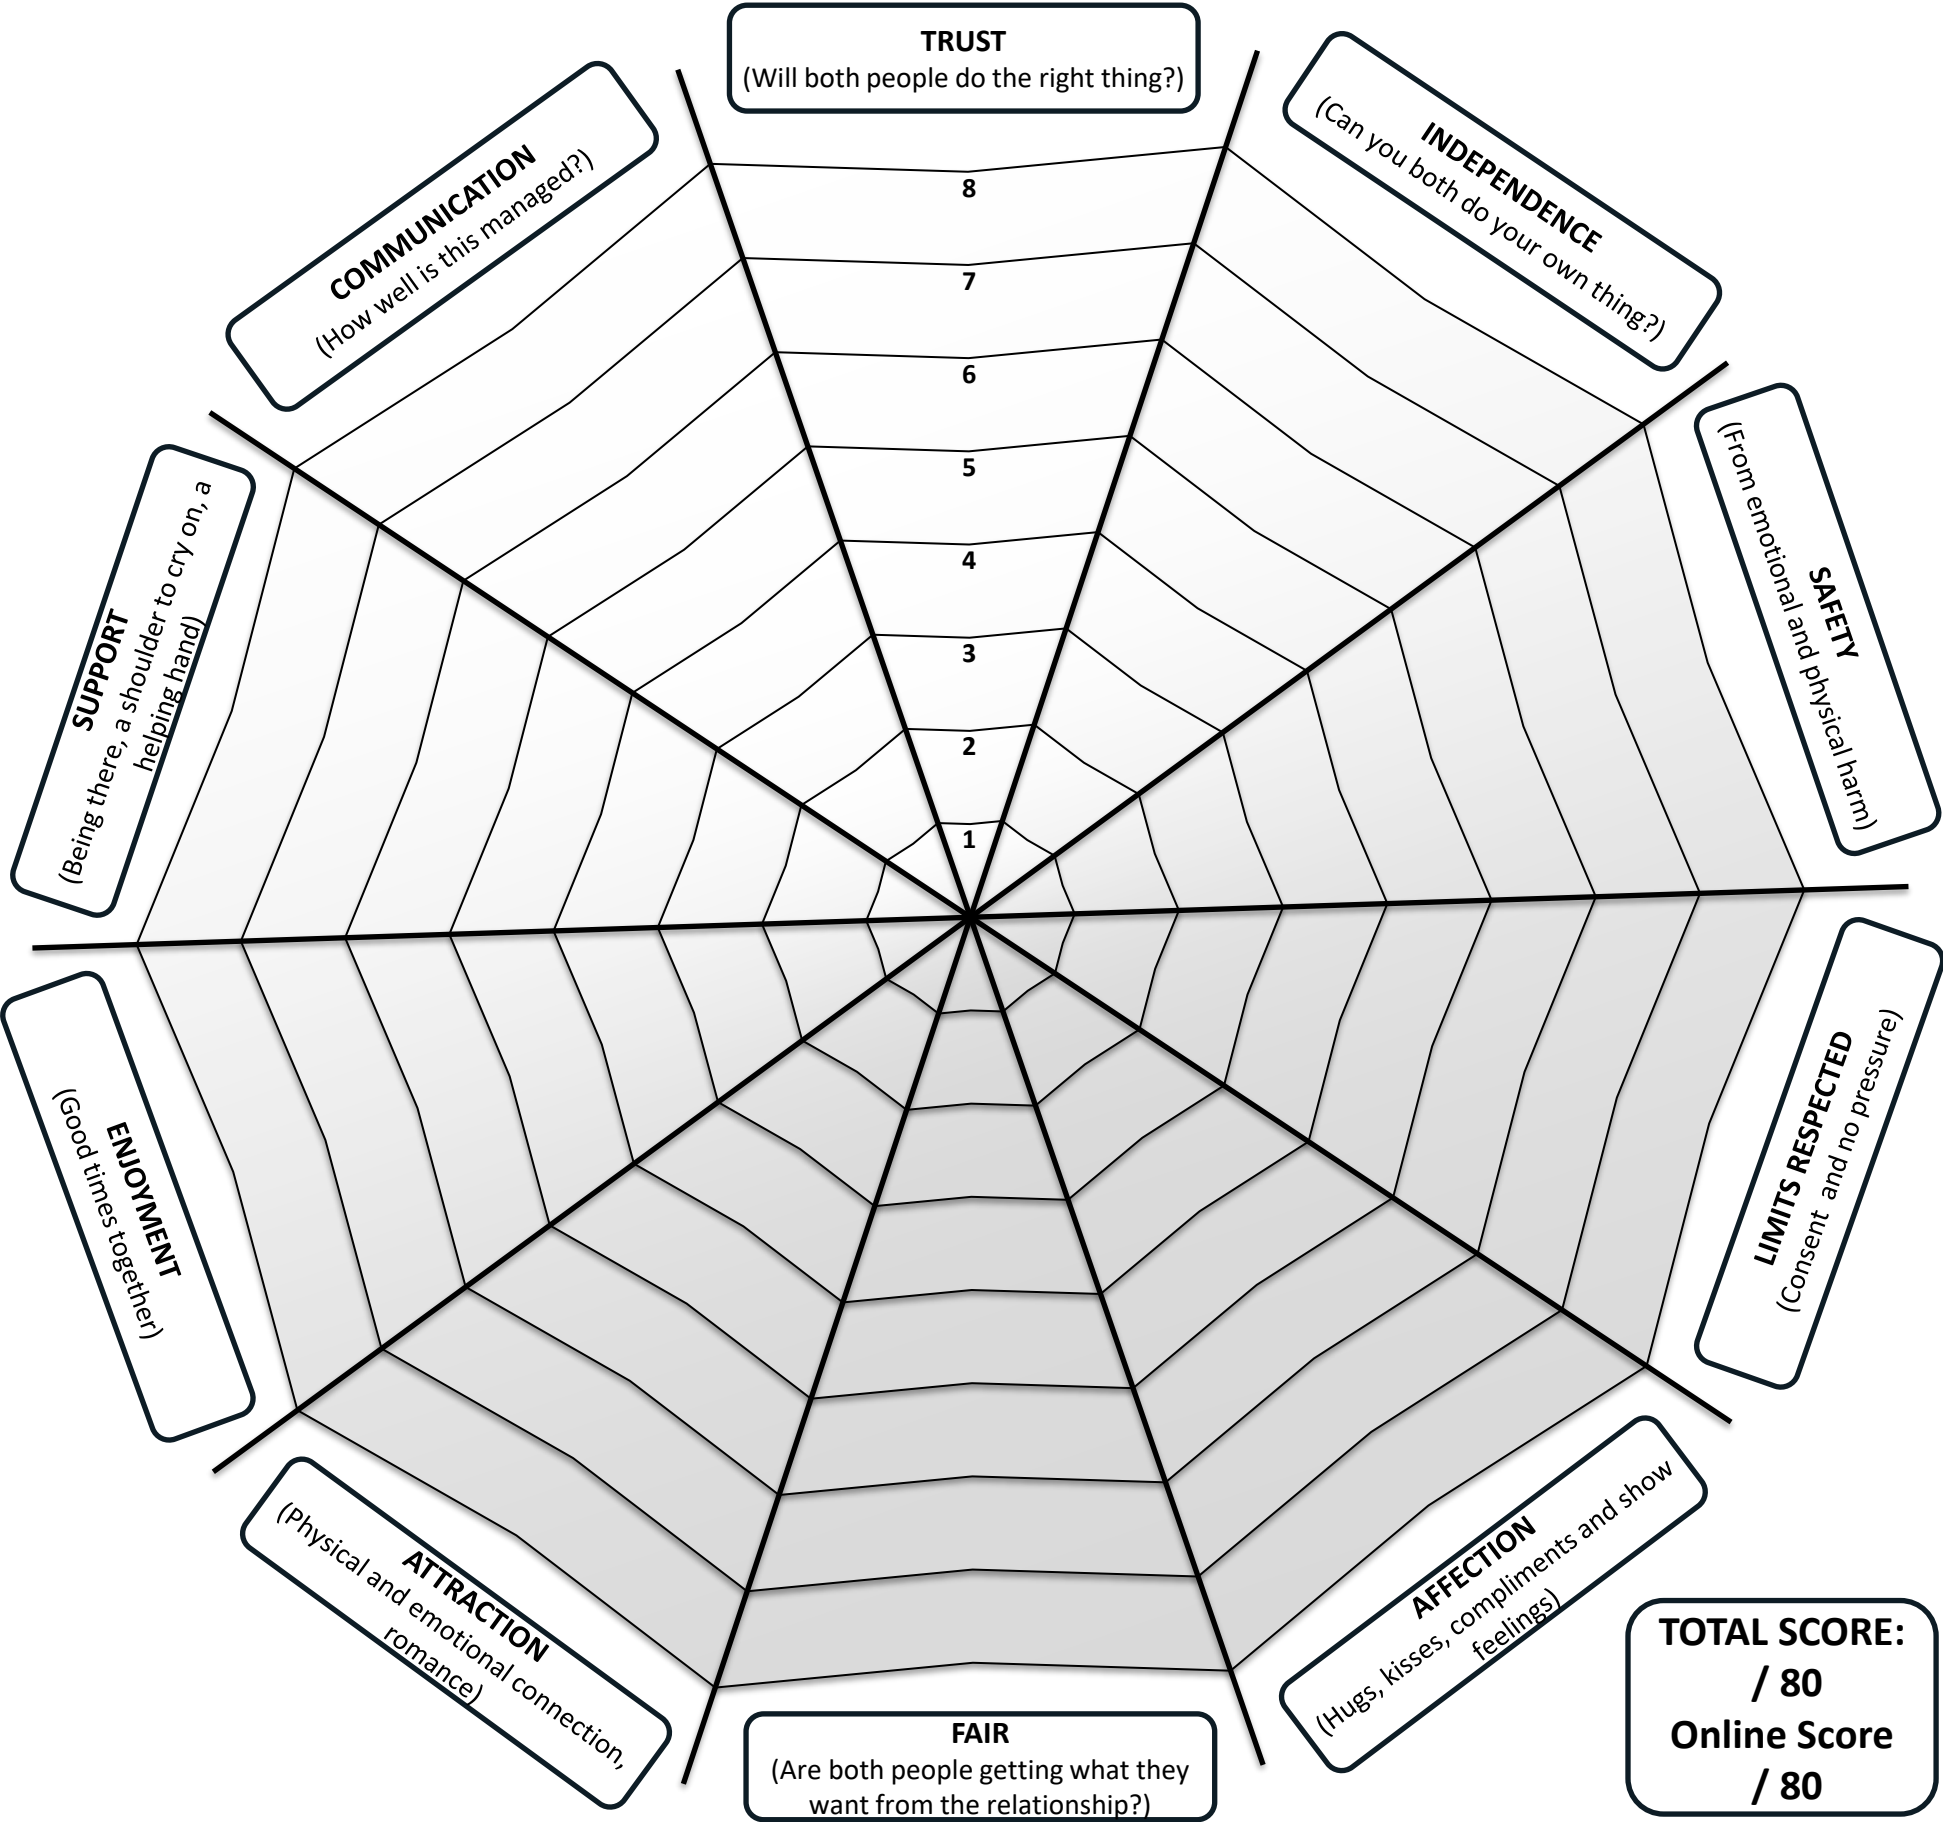 TRUST
(Will both people do the right thing?)
INDEPENDENCE
(Can you both do your own thing?)
SAFETY
(From emotional and physical harm)
LIMITS RESPECTED
(Consent and no pressure)
AFFECTION
(Hugs, kisses, compliments and show
feelings)
FAIR
(Are both people getting what they
want from the relationship?)
ATTRACTION
(Physical and emotional connection,
romance)
ENJOYMENT
(Good times together)
SUPPORT
(Being there, a shoulder to cry on, a
helping hand)
COMMUNICATION
(How well is this managed?)
8
7
6
5
4
3
2
1
TOTAL SCORE:
/ 80
Online Score
/ 80